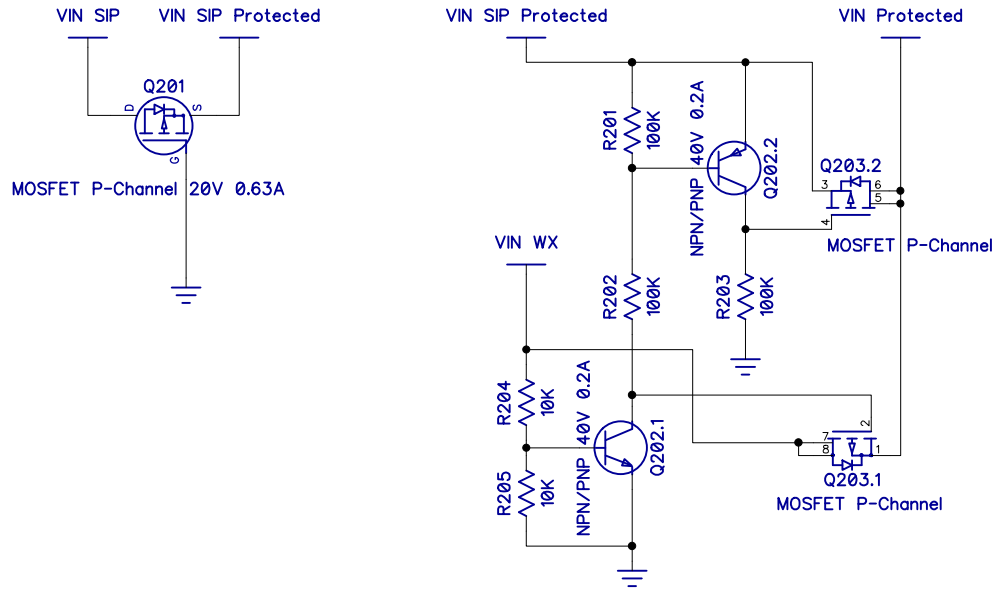 VIN SIP
VIN SIP Protected
Q201
D
S
G
MOSFET P-Channel 20V 0.63A
VIN SIP Protected
VIN Protected
R201
100K
NPN/PNP 40V 0.2A
Q202.2
Q203.2
3
6
5
4
MOSFET P-Channel
VIN WX
R202
100K
R203
100K
R204
10K
NPN/PNP 40V 0.2A
Q202.1
2
7
8
1
Q203.1
MOSFET P-Channel
R205
10K